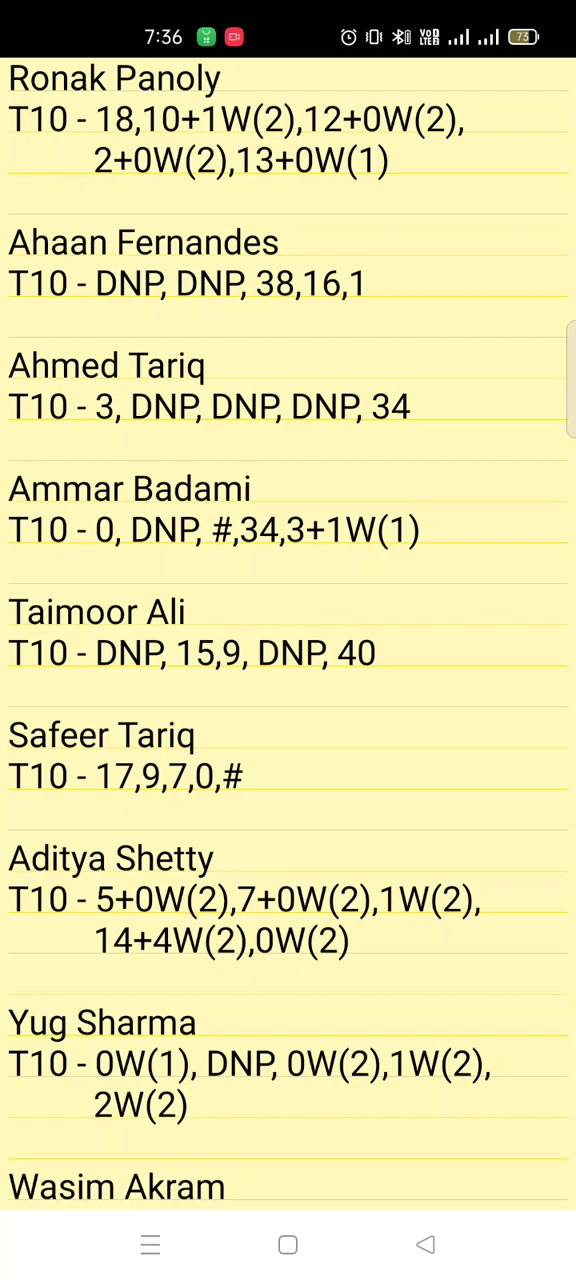 7:36
VoD LTE2
73
Ronak Panoly
T10 - 18,10+1W(2),12+0W(2),
2+0W(2),13+0W(1)
Ahaan Fernandes
T10 - DNP, DNP, 38,16,1
Ahmed Tariq
T10 - 3, DNP, DNP, DNP, 34
Ammar Badami
T10 - 0, DNP, #,34,3+1W(1)
Taimoor Ali
T10 - DNP, 15,9, DNP, 40
Safeer Tariq
T10 - 17,9,7,0,#
Aditya Shetty
T10 - 5+0W(2),7+0W(2),1W(2),
14+4W(2),0W(2)
Yug Sharma
T10 - 0W(1), DNP, 0W(2),1W(2),
2W(2)
Wasim Akram